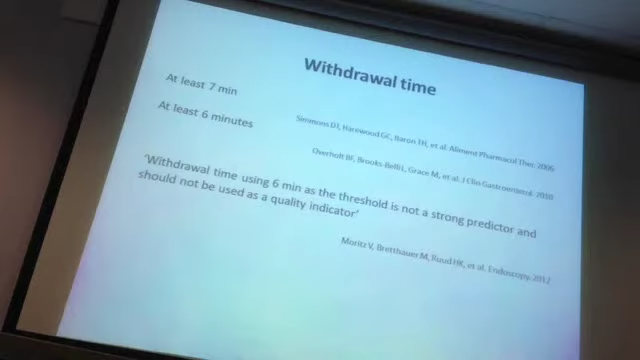 Withdrawal time
At least 7 min
Simmons DT, Harewood GC, Baron TH, et al. Aliment Pharmacol Ther. 2006
At least 6 minutes
Overholt BF, Brooks-Belli L, Grace M, et al. J Clin Gastroenterol. 2010
'Withdrawal time using 6 min as the threshold is not a strong predictor and
should not be used as a quality indicator'
Moritz V, Bretthauer M, Ruud HK, et al. Endoscopy. 2012